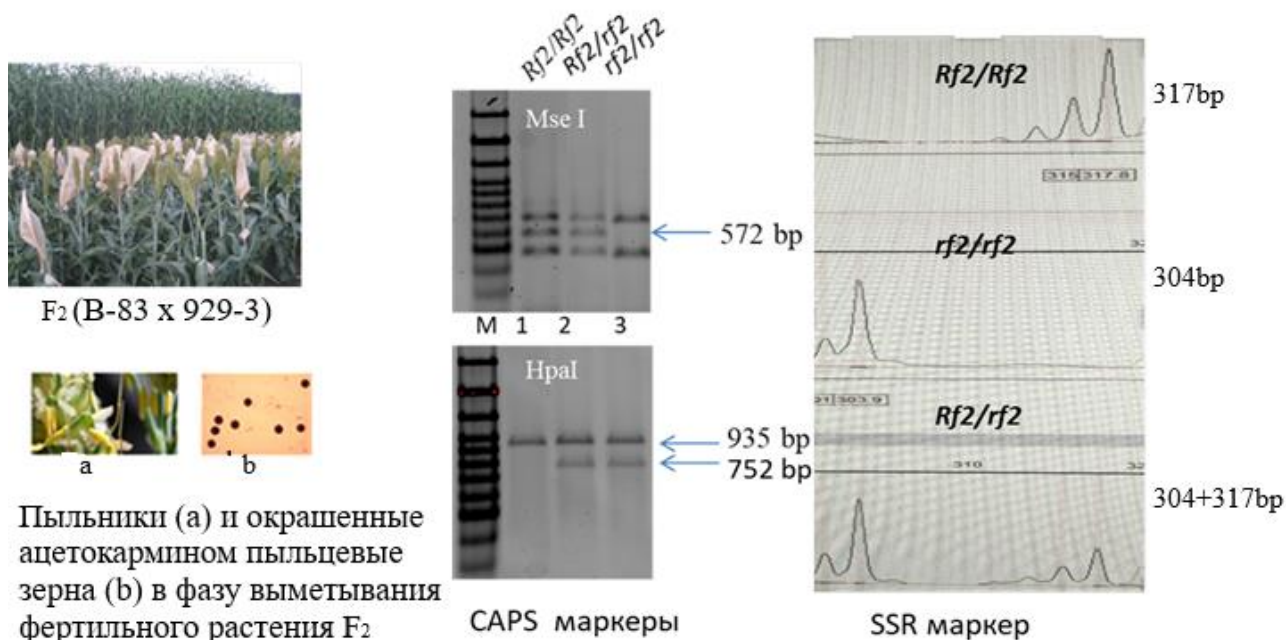 F2 (В-83 х 929-3)
a
b
Пыльники (a) и окрашенные
ацетокармином пыльцевые
зерна (b) в фазу выметывания
фертильного растения F2
Rf2/Rf2
Rf2/rf2
rf2/rf2
Mse I
572 bp
M 1 2 3
HpaI
935 bp
752 bp
CAPS маркеры
Rf2/Rf2
317bp
315 317.8
rf2/rf2
304bp
303.9
Rf2/rf2
310
304+317bp
SSR маркер